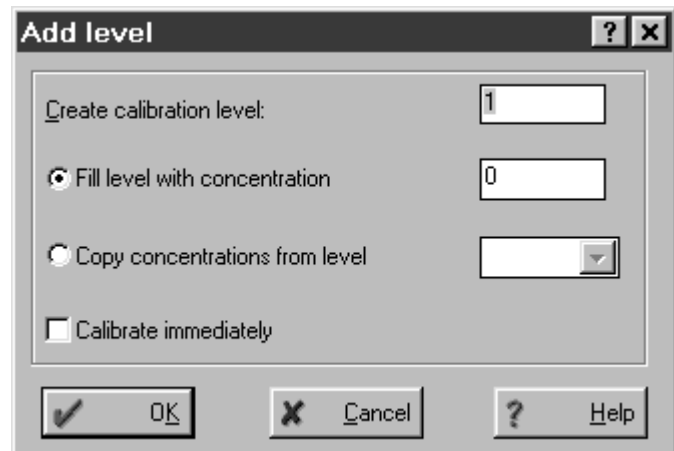 Add level
Create calibration level: 1
Fill level with concentration 0
Copy concentrations from level
Calibrate immediately
OK Cancel Help